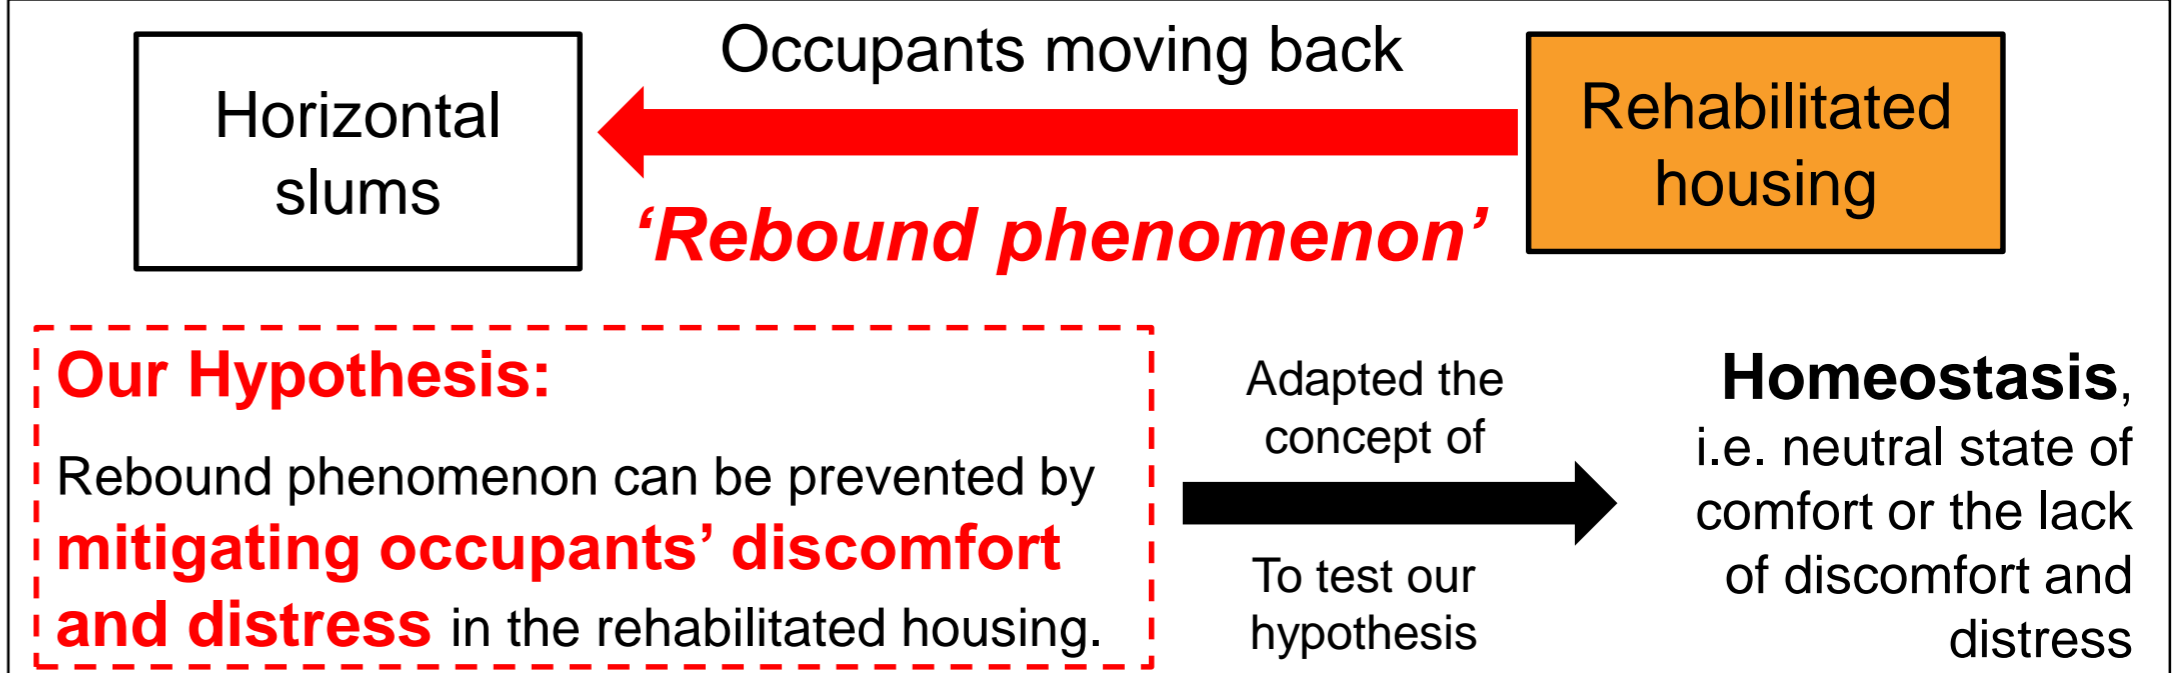 Horizontal
slums
Occupants moving back
‘Rebound phenomenon’
Rehabilitated
housing
Our Hypothesis:
Rebound phenomenon can be prevented by
mitigating occupants’ discomfort
and distress in the rehabilitated housing.
Adapted the
concept of
To test our
hypothesis
Homeostasis,
i.e. neutral state of
comfort or the lack
of discomfort and
distress